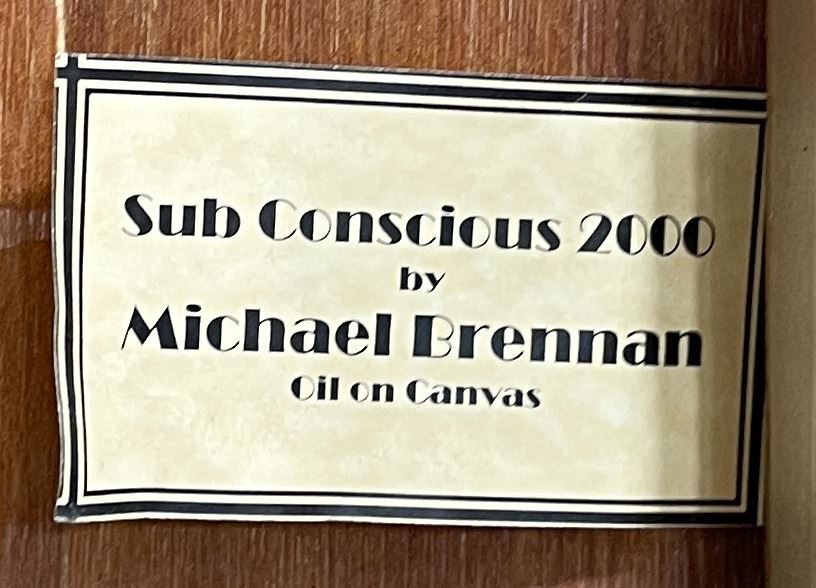 Sub Conscious 2000
by
Michael Brennan
Oil on Canvas